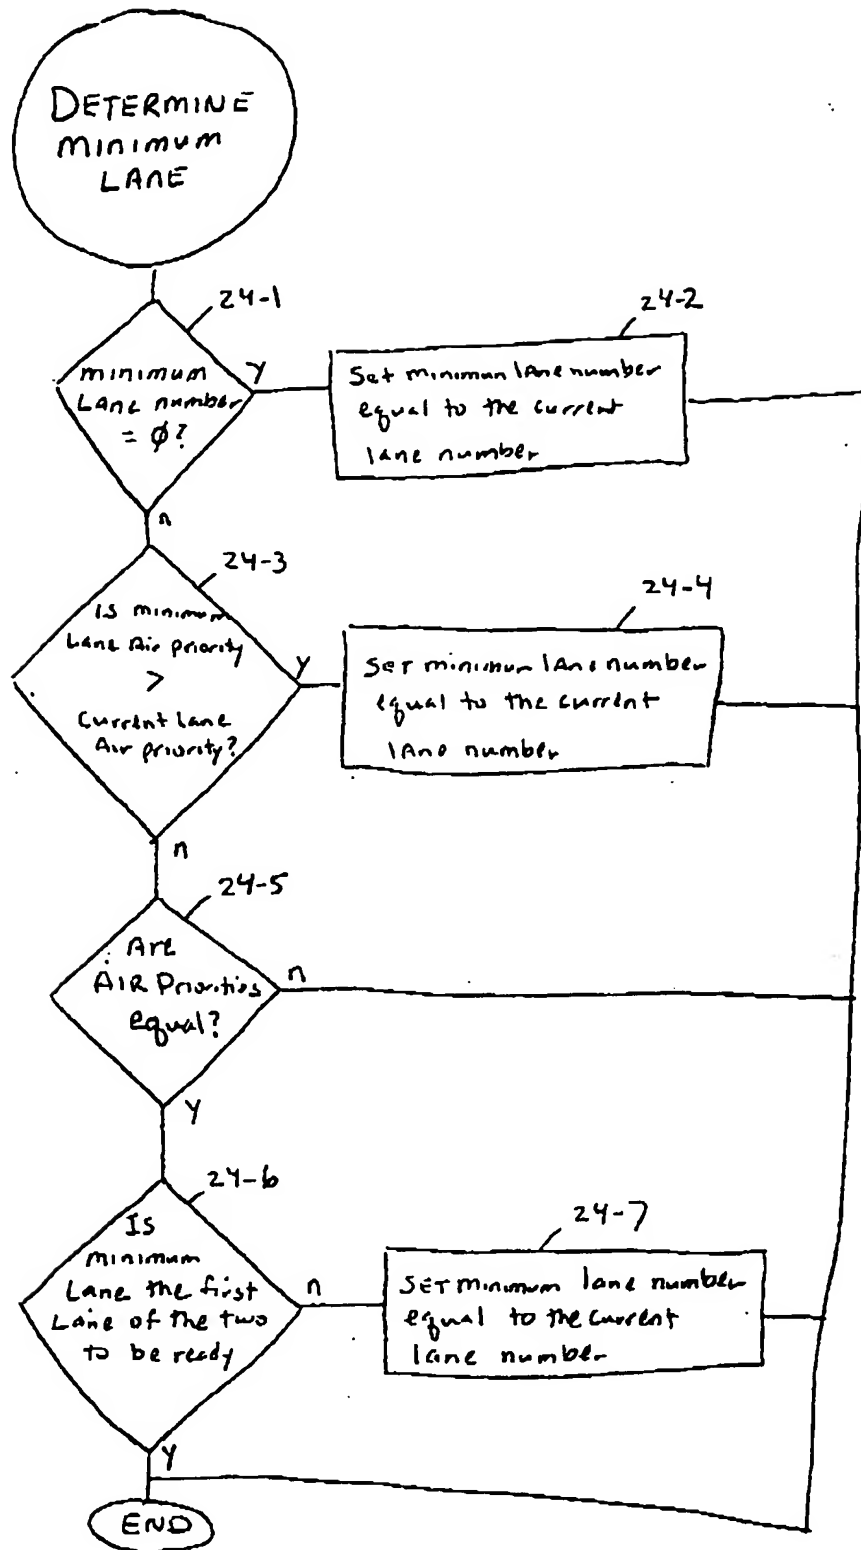 DETERMINE
MINIMUM
LANE
24-1
minimum
Lane number
= Ø?
y
24-2
Set minimum lane number
equal to the current
lane number
n
24-3
Is minimum
Lane Air priority
>
Current lane
Air priority?
y
24-4
SET minimum lane number
equal to the current
lane number
n
24-5
Are
AIR Priorities
equal?
n
y
24-6
Is
minimum
Lane the first
Lane of the two
to be ready
n
24-7
SET minimum lane number
equal to the current
lane number
y
END